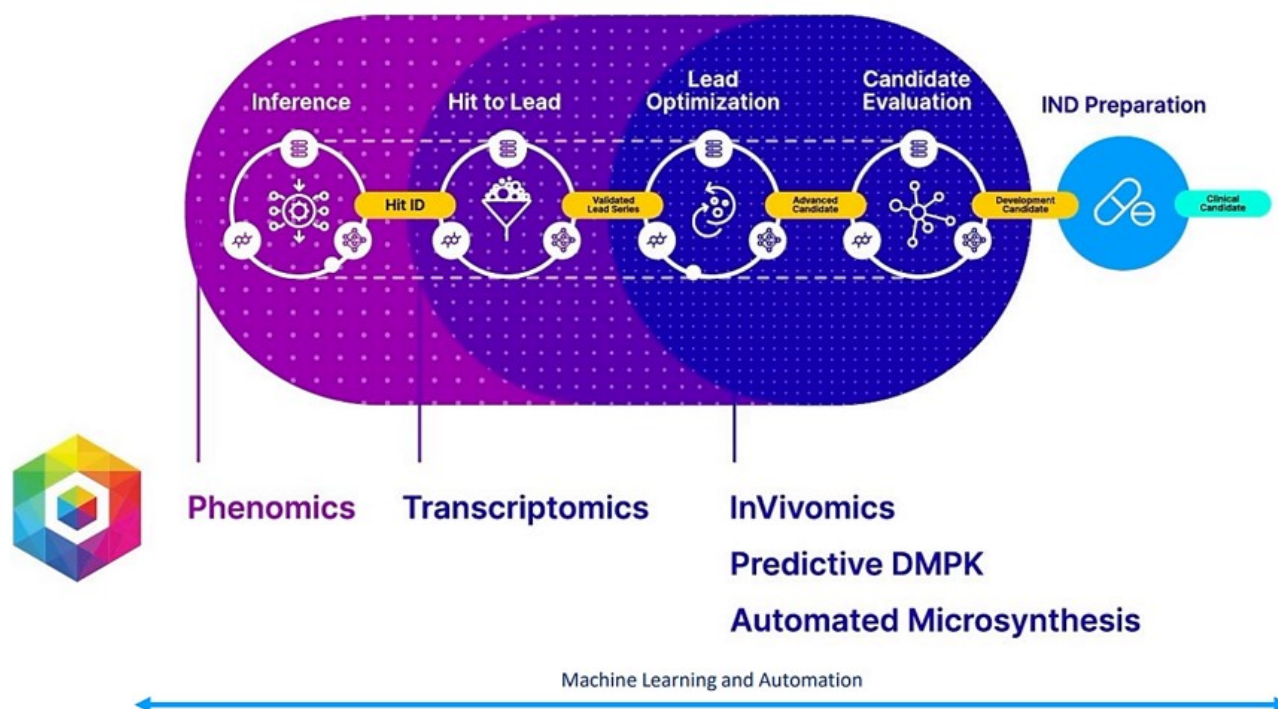 Inference
Hit to Lead
Lead
Optimization
Candidate
Evaluation
IND Preparation
Hit ID
Validated
Lead Series
Advanced
Candidate
Development
Candidate
Clinical
Candidate
Phenomics
Transcriptomics
InVivomics
Predictive DMPK
Automated Microsynthesis
Machine Learning and Automation